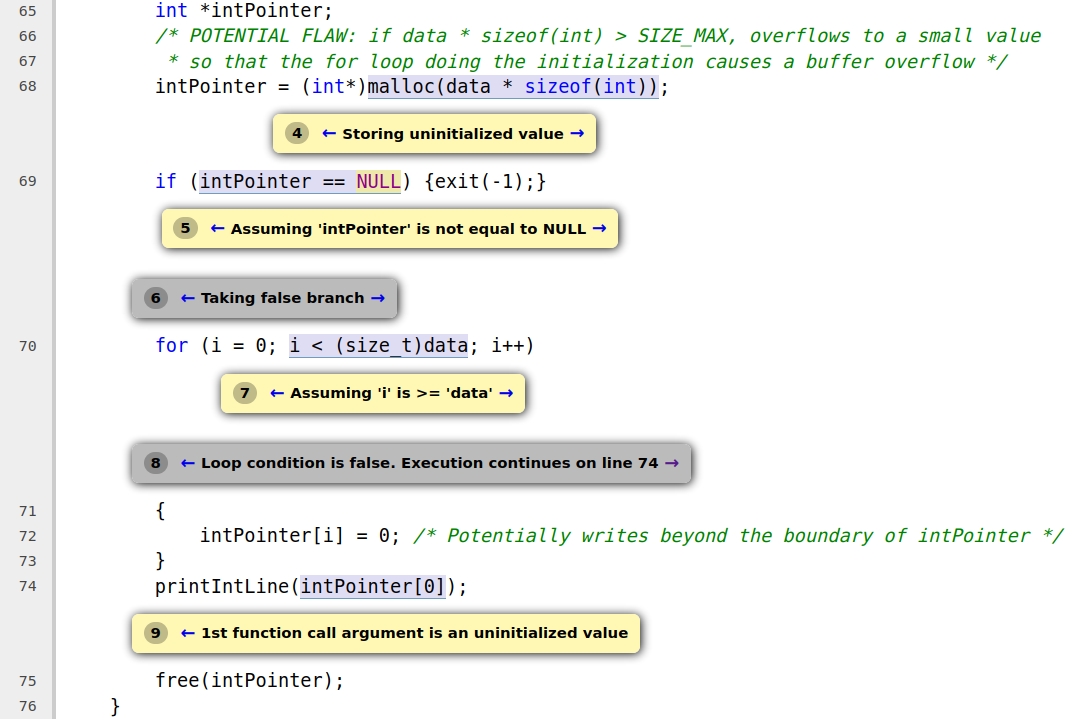 65 int *intPointer;
66 /* POTENTIAL FLAW: if data * sizeof(int) > SIZE_MAX, overflows to a small value
67 * so that the for loop doing the initialization causes a buffer overflow */
68 intPointer = (int*)malloc(data * sizeof(int));
4 ← Storing uninitialized value →
69 if (intPointer == NULL) {exit(-1);}
5 ← Assuming 'intPointer' is not equal to NULL →
6 ← Taking false branch →
70 for (i = 0; i < (size_t)data; i++)
7 ← Assuming 'i' is >= 'data' →
8 ← Loop condition is false. Execution continues on line 74 →
71 {
72 intPointer[i] = 0; /* Potentially writes beyond the boundary of intPointer */
73 }
74 printIntLine(intPointer[0]);
9 ← 1st function call argument is an uninitialized value
75 free(intPointer);
76 }